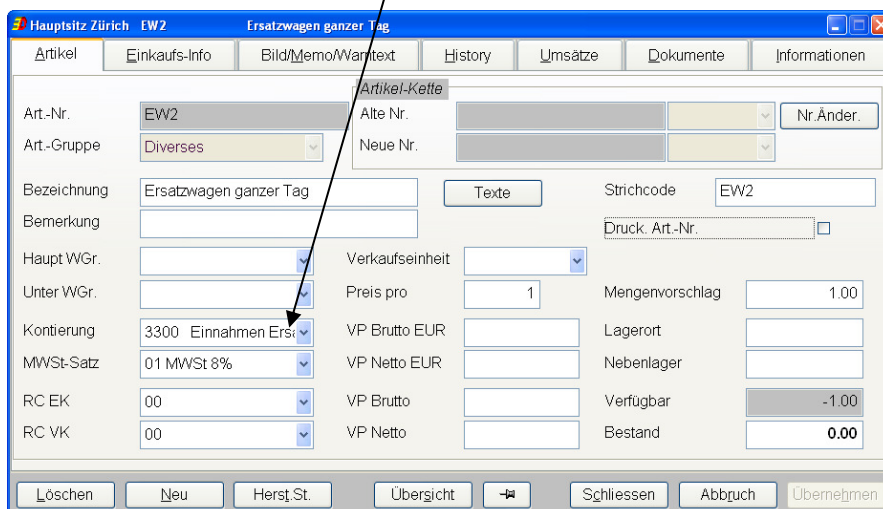 Hauptsitz Zürich EW2 Ersatzwagen ganzer Tag
Artikel Einkaufs-Info Bild/Memo/Warntext History Umsätze Dokumente Informationen
Artikel-Kette
Art.-Nr. EW2 Alte Nr. Nr.Änder.
Art.-Gruppe Diverses Neue Nr.
Bezeichnung Ersatzwagen ganzer Tag Texte Strichcode EW2
Bemerkung Druck. Art.-Nr.
Haupt WGr. Verkaufseinheit
Unter WGr. Preis pro 1 Mengenvorschlag 1.00
Kontierung 3300 Einnahmen Ersa VP Brutto EUR Lagerort
MWSt-Satz 01 MWSt 8% VP Netto EUR Nebenlager
RC EK 00 VP Brutto Verfügbar -1.00
RC VK 00 VP Netto Bestand 0.00
Löschen Neu Herst.St. Übersicht Schliessen Abbruch Übernehmen